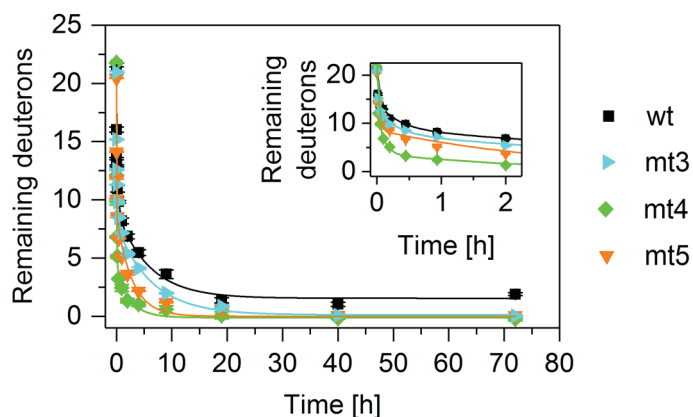 Remaining deuterons
25
20
15
10
5
0
0 10 20 30 40 50 60 70 80
Time [h]
Remaining
deuterons
20
10
0
0 1 2
Time [h]
wt
mt3
mt4
mt5